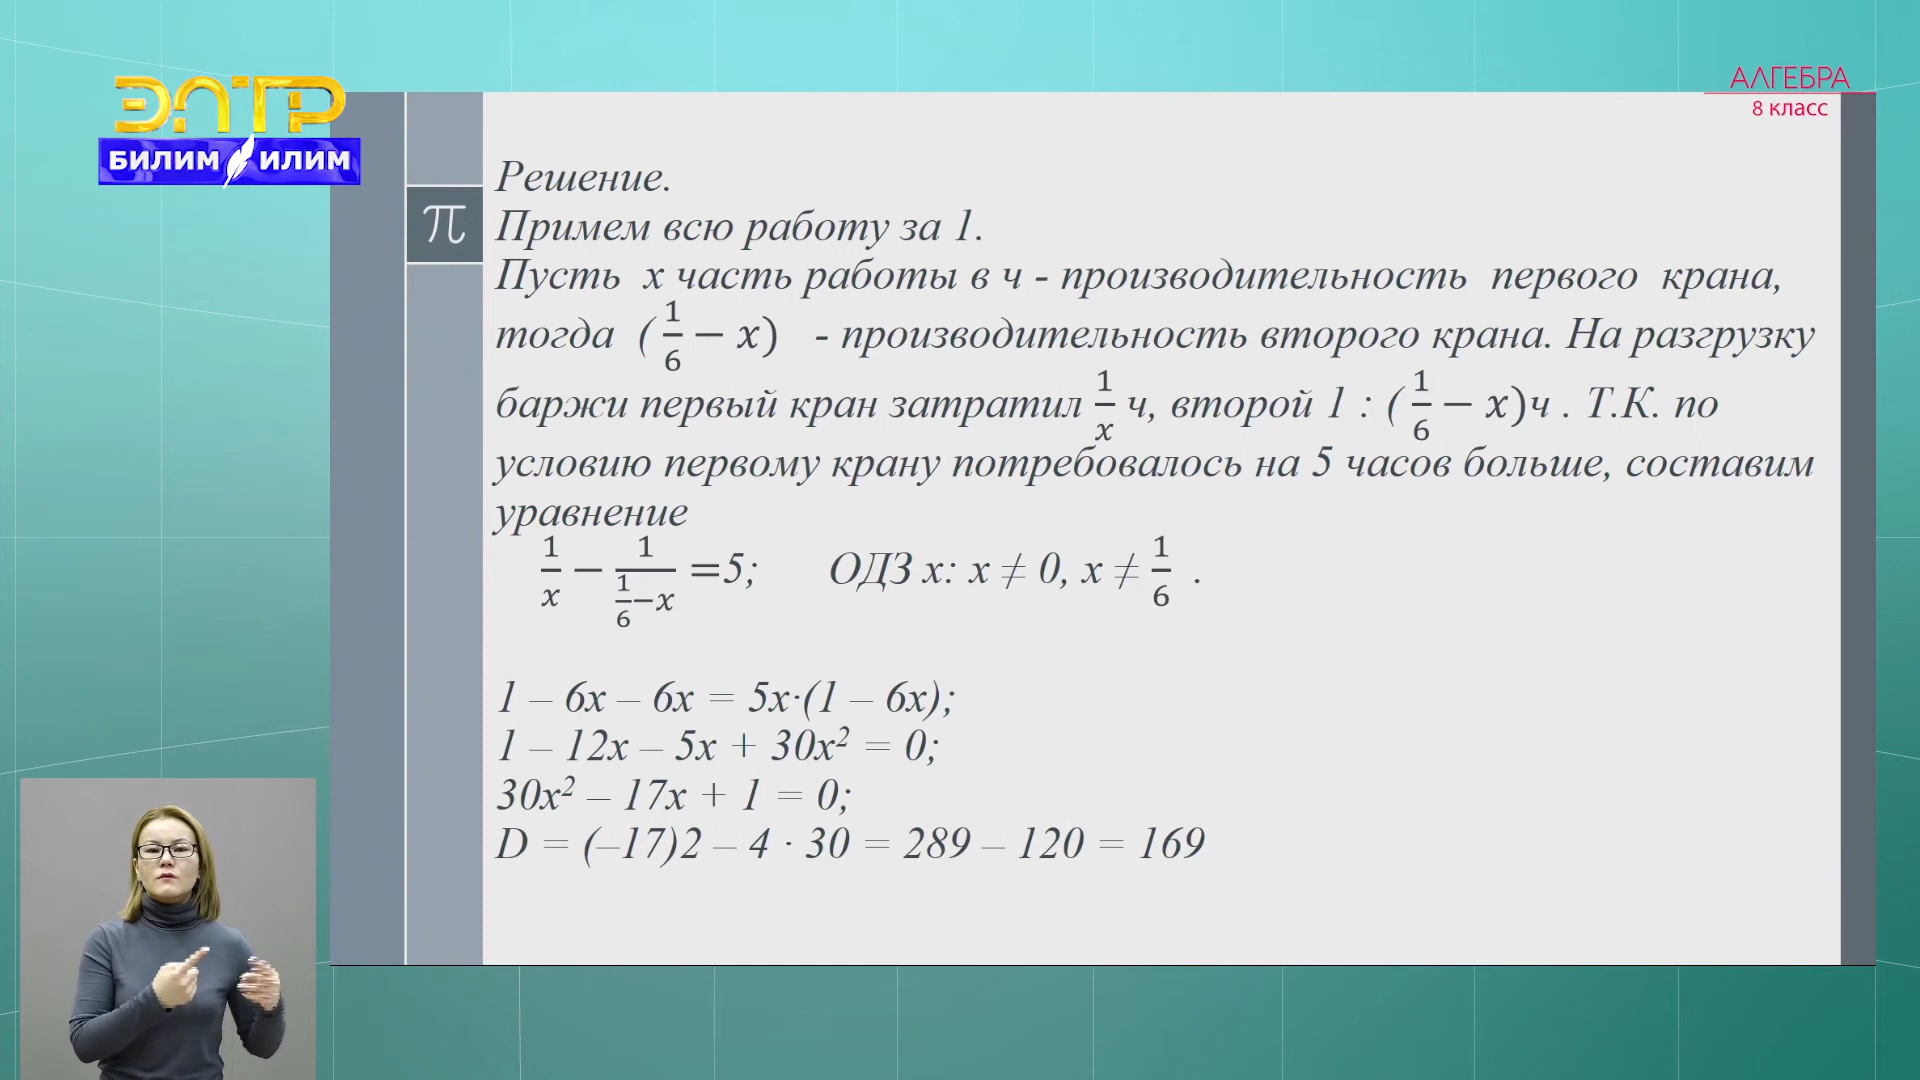 ЭЛТР
БИЛИМ ИЛИМ
АЛГЕБРА
8 класс
π
Решение.
Примем всю работу за 1.
Пусть x часть работы в ч - производительность первого крана,
тогда (1/6 − x) - производительность второго крана. На разгрузку
баржи первый кран затратил 1/x ч, второй 1 : (1/6 − x)ч . Т.К. по
условию первому крану потребовалось на 5 часов больше, составим
уравнение
1/x − 1/(1/6−x) =5; ОДЗ x: x ≠ 0, x ≠ 1/6 .
1 – 6x – 6x = 5x·(1 – 6x);
1 – 12x – 5x + 30x² = 0;
30x² – 17x + 1 = 0;
D = (–17)2 – 4 · 30 = 289 – 120 = 169